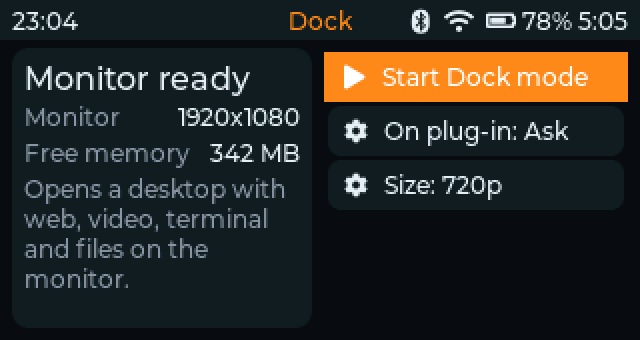 23:04 Dock 78% 5:05
Monitor ready
Monitor 1920x1080
Free memory 342 MB
Opens a desktop with
web, video, terminal
and files on the
monitor.
Start Dock mode
On plug-in: Ask
Size: 720p